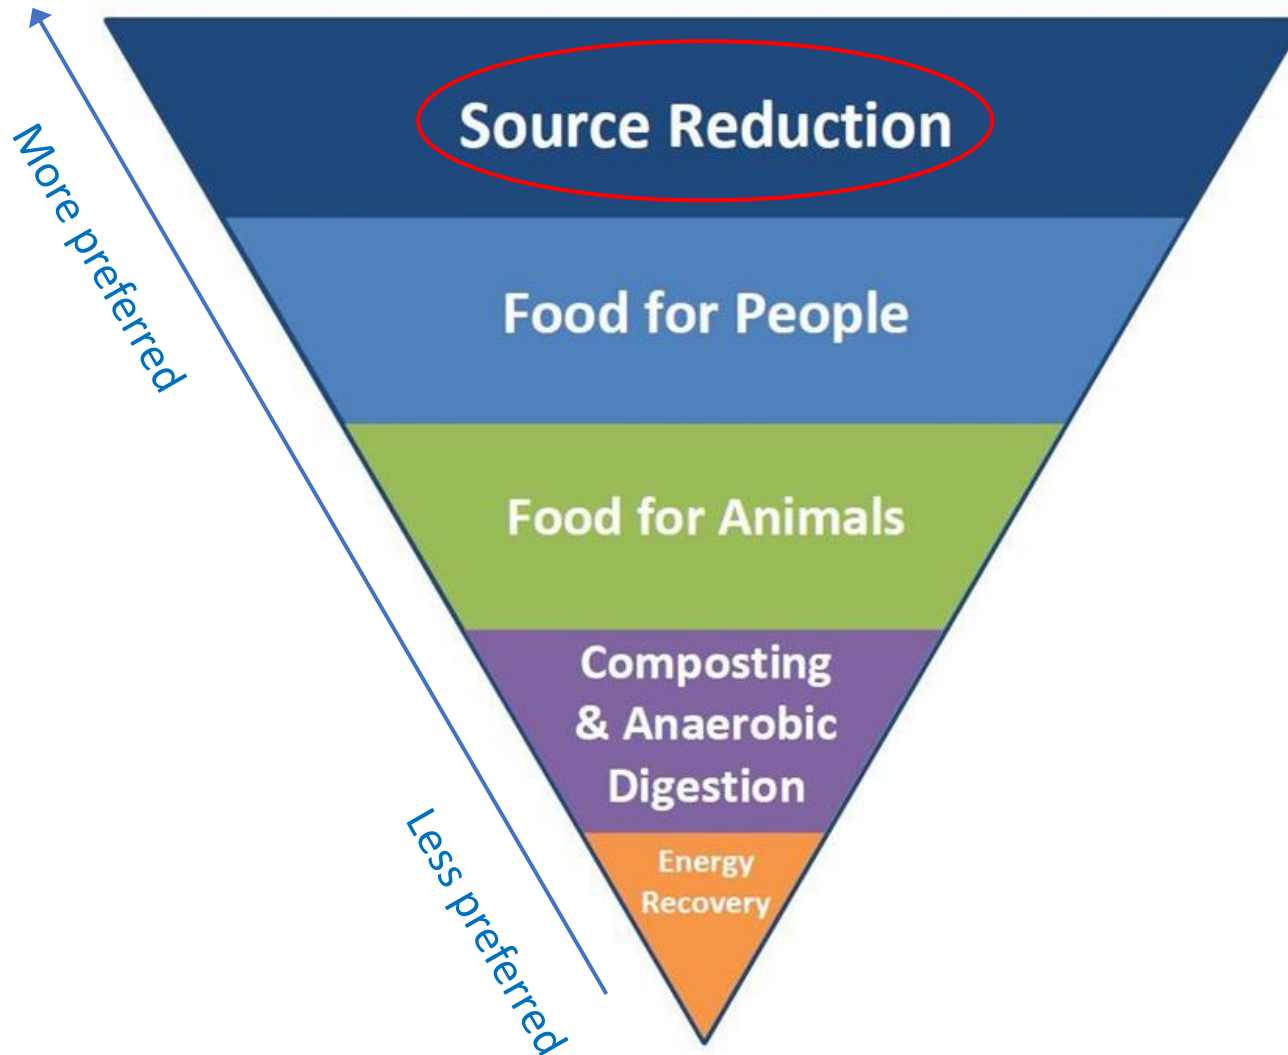 More preferred
Source Reduction
Food for People
Food for Animals
Composting
& Anaerobic
Digestion
Less preferred
Energy
Recovery